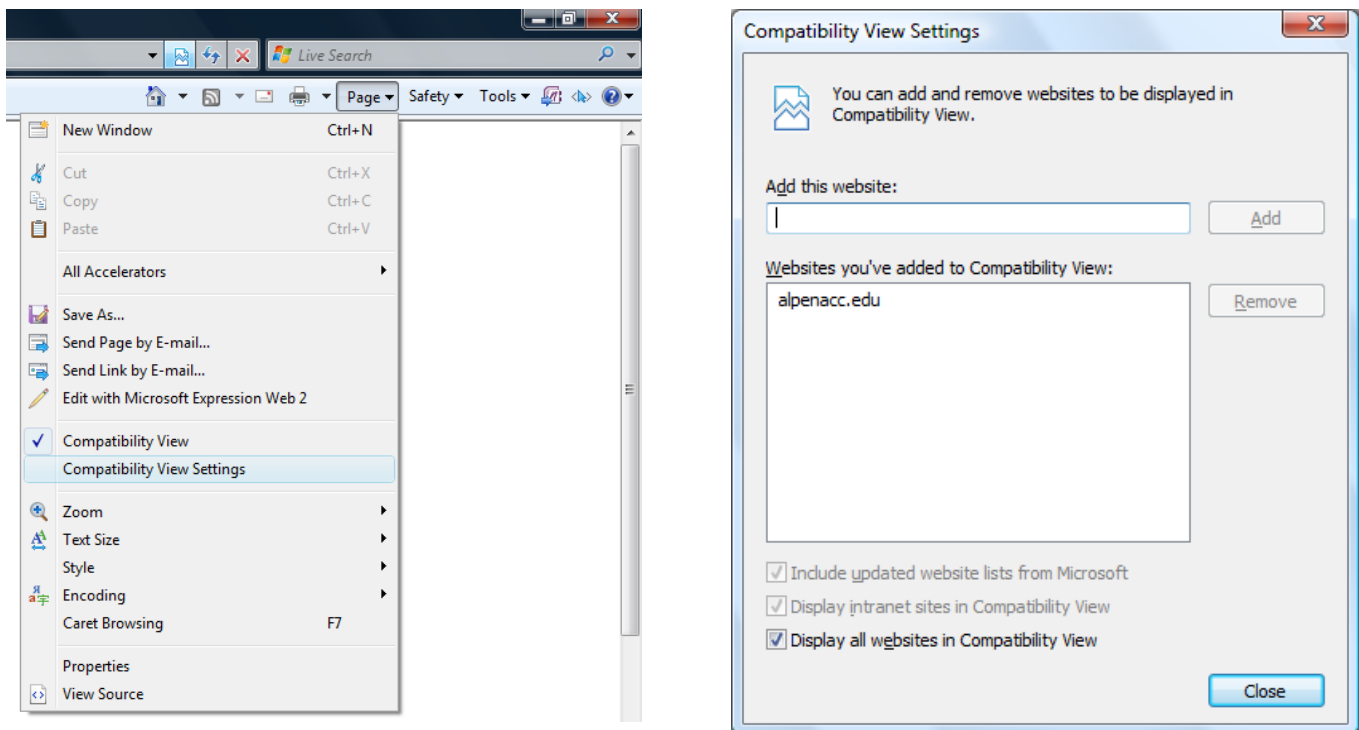 Live Search
Page Safety Tools
New Window Ctrl+N
Cut Ctrl+X
Copy Ctrl+C
Paste Ctrl+V
All Accelerators
Save As...
Send Page by E-mail...
Send Link by E-mail...
Edit with Microsoft Expression Web 2
Compatibility View
Compatibility View Settings
Zoom
Text Size
Style
Encoding
Caret Browsing F7
Properties
View Source
Compatibility View Settings
You can add and remove websites to be displayed in
Compatibility View.
Add this website:
Add
Websites you've added to Compatibility View:
alpenacc.edu
Remove
Include updated website lists from Microsoft
Display intranet sites in Compatibility View
Display all websites in Compatibility View
Close